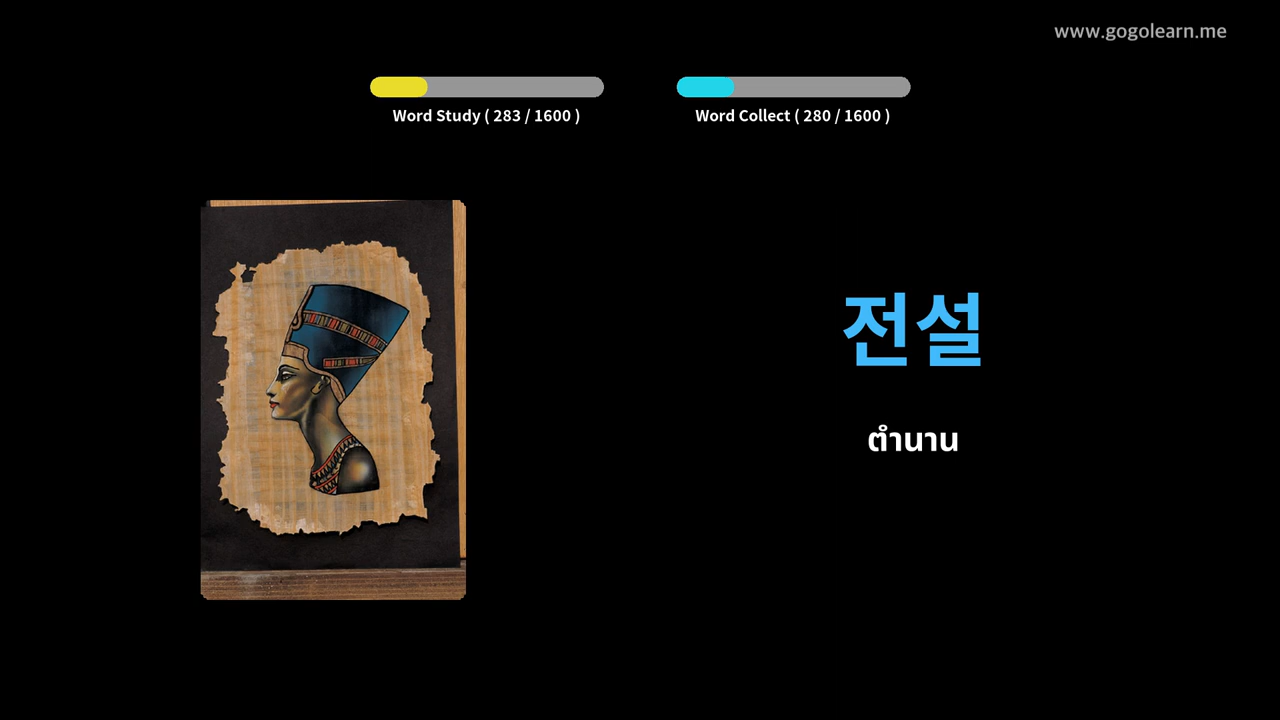 www.gogolearn.me
Word Study ( 283 / 1600 )
Word Collect ( 280 / 1600 )
전설
ตำนาน